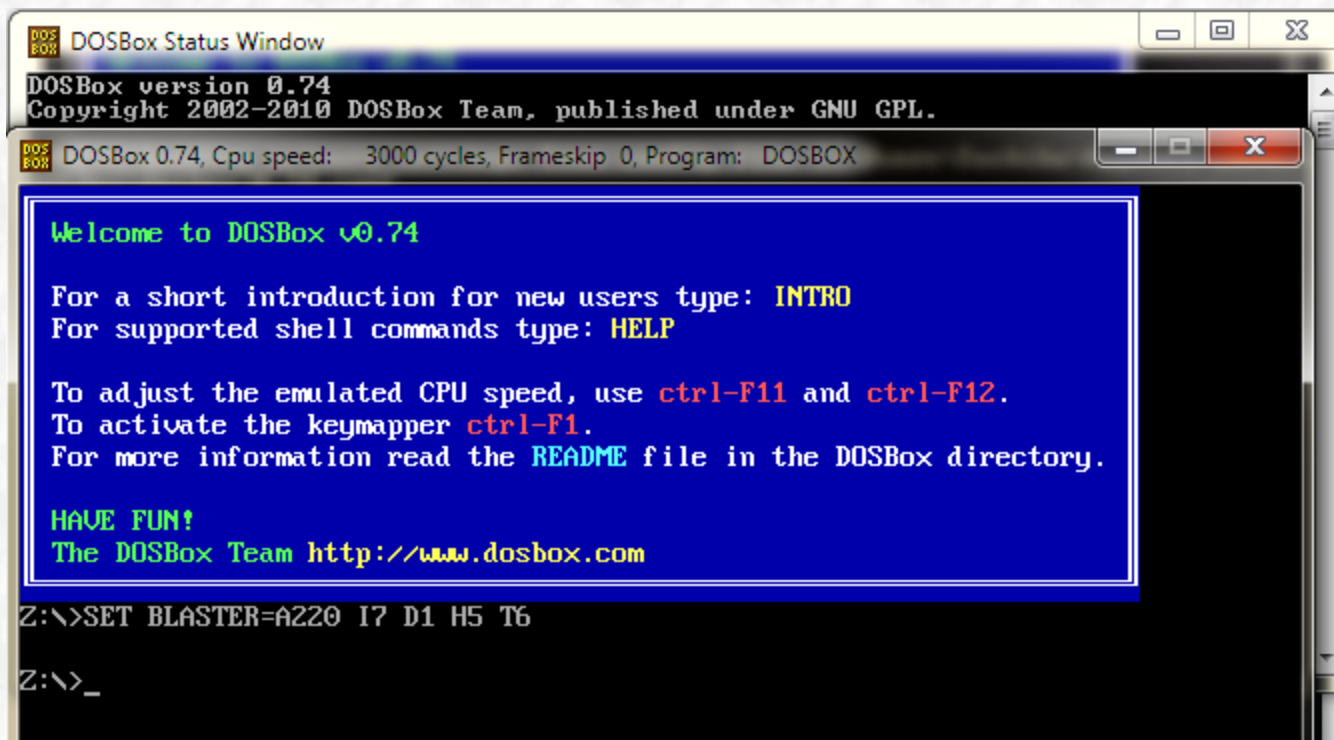 DOS BOX DOSBox Status Window
DOSBox version 0.74
Copyright 2002-2010 DOSBox Team, published under GNU GPL.
DOS BOX DOSBox 0.74, Cpu speed: 3000 cycles, Frameskip 0, Program: DOSBOX
Welcome to DOSBox v0.74
For a short introduction for new users type: INTRO
For supported shell commands type: HELP
To adjust the emulated CPU speed, use ctrl-F11 and ctrl-F12.
To activate the keymapper ctrl-F1.
For more information read the README file in the DOSBox directory.
HAVE FUN!
The DOSBox Team http://www.dosbox.com
Z:\>SET BLASTER=A220 I7 D1 H5 T6
Z:\>_